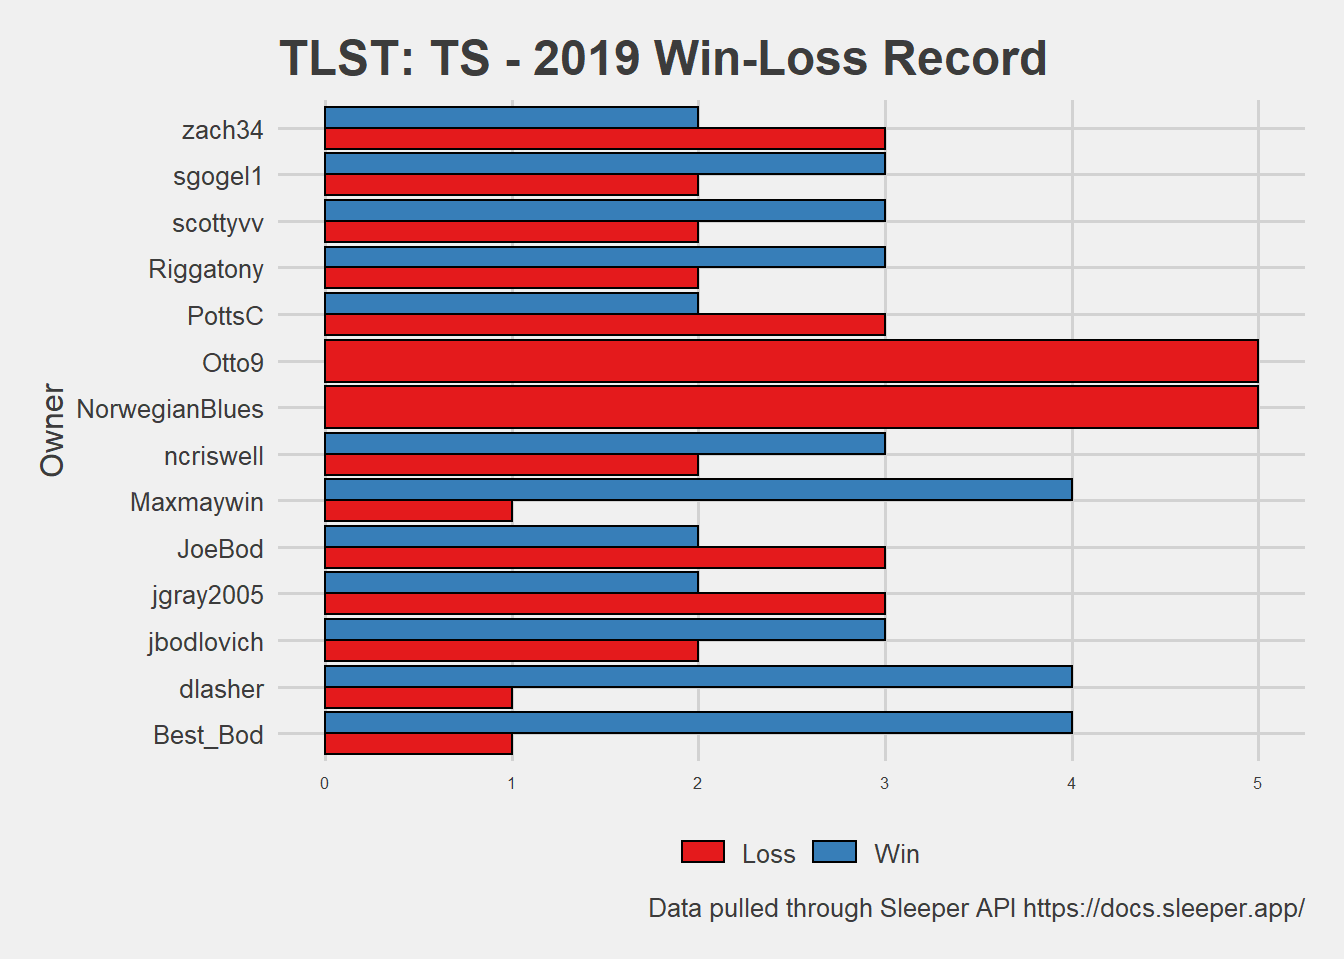 TLST: TS - 2019 Win-Loss Record
Owner
zach34
sgogel1
scottyvv
Riggatony
PottsC
Otto9
NorwegianBlues
ncriswell
Maxmaywin
JoeBod
jgray2005
jbodlovich
dlasher
Best_Bod
0 1 2 3 4 5
Loss Win
Data pulled through Sleeper API https://docs.sleeper.app/